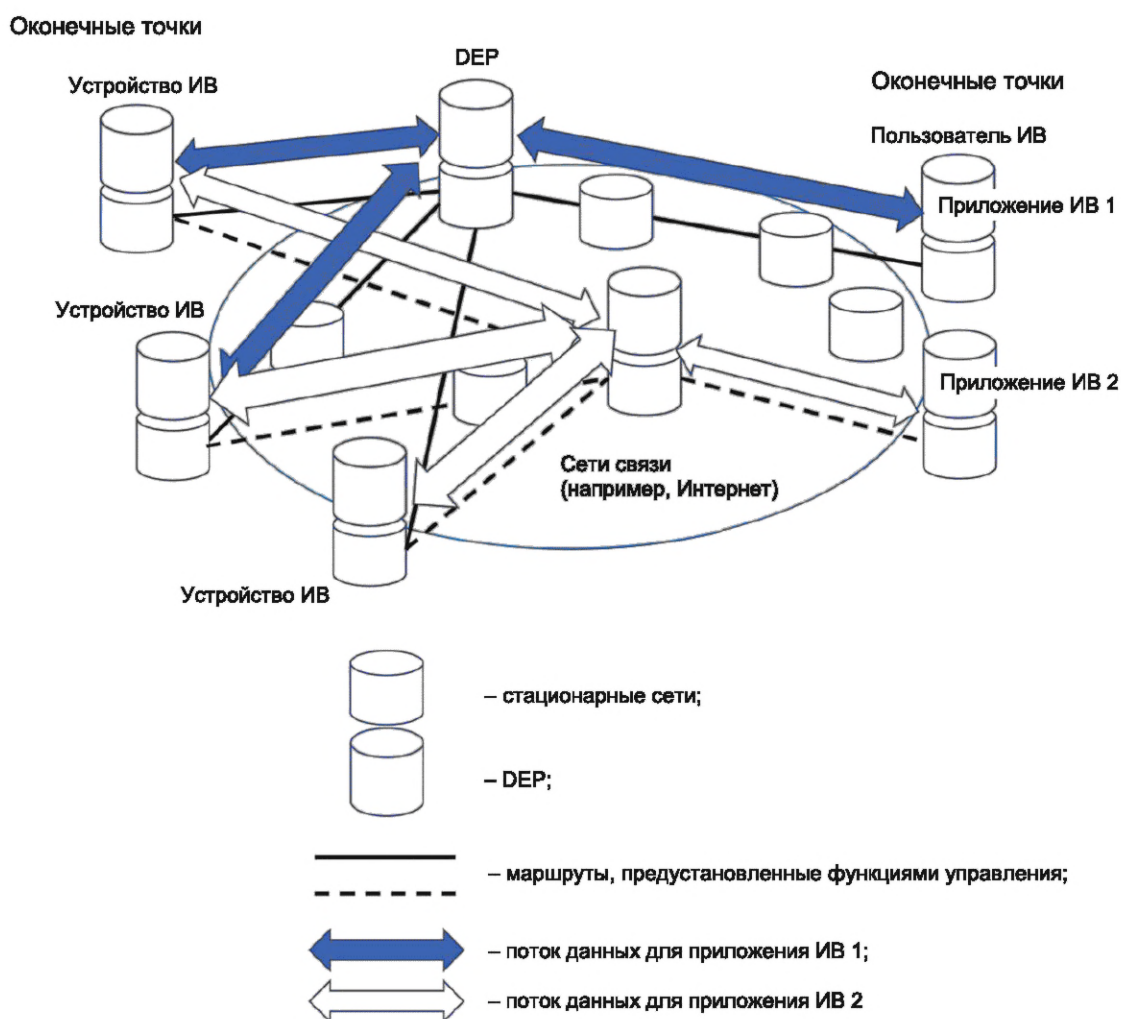 Оконечные точки
DEP
Устройство ИВ
Оконечные точки
Пользователь ИВ
Приложение ИВ 1
Устройство ИВ
Приложение ИВ 2
Сети связи
(например, Интернет)
Устройство ИВ
– стационарные сети;
– DEP;
– маршруты, предустановленные функциями управления;
– поток данных для приложения ИВ 1;
– поток данных для приложения ИВ 2